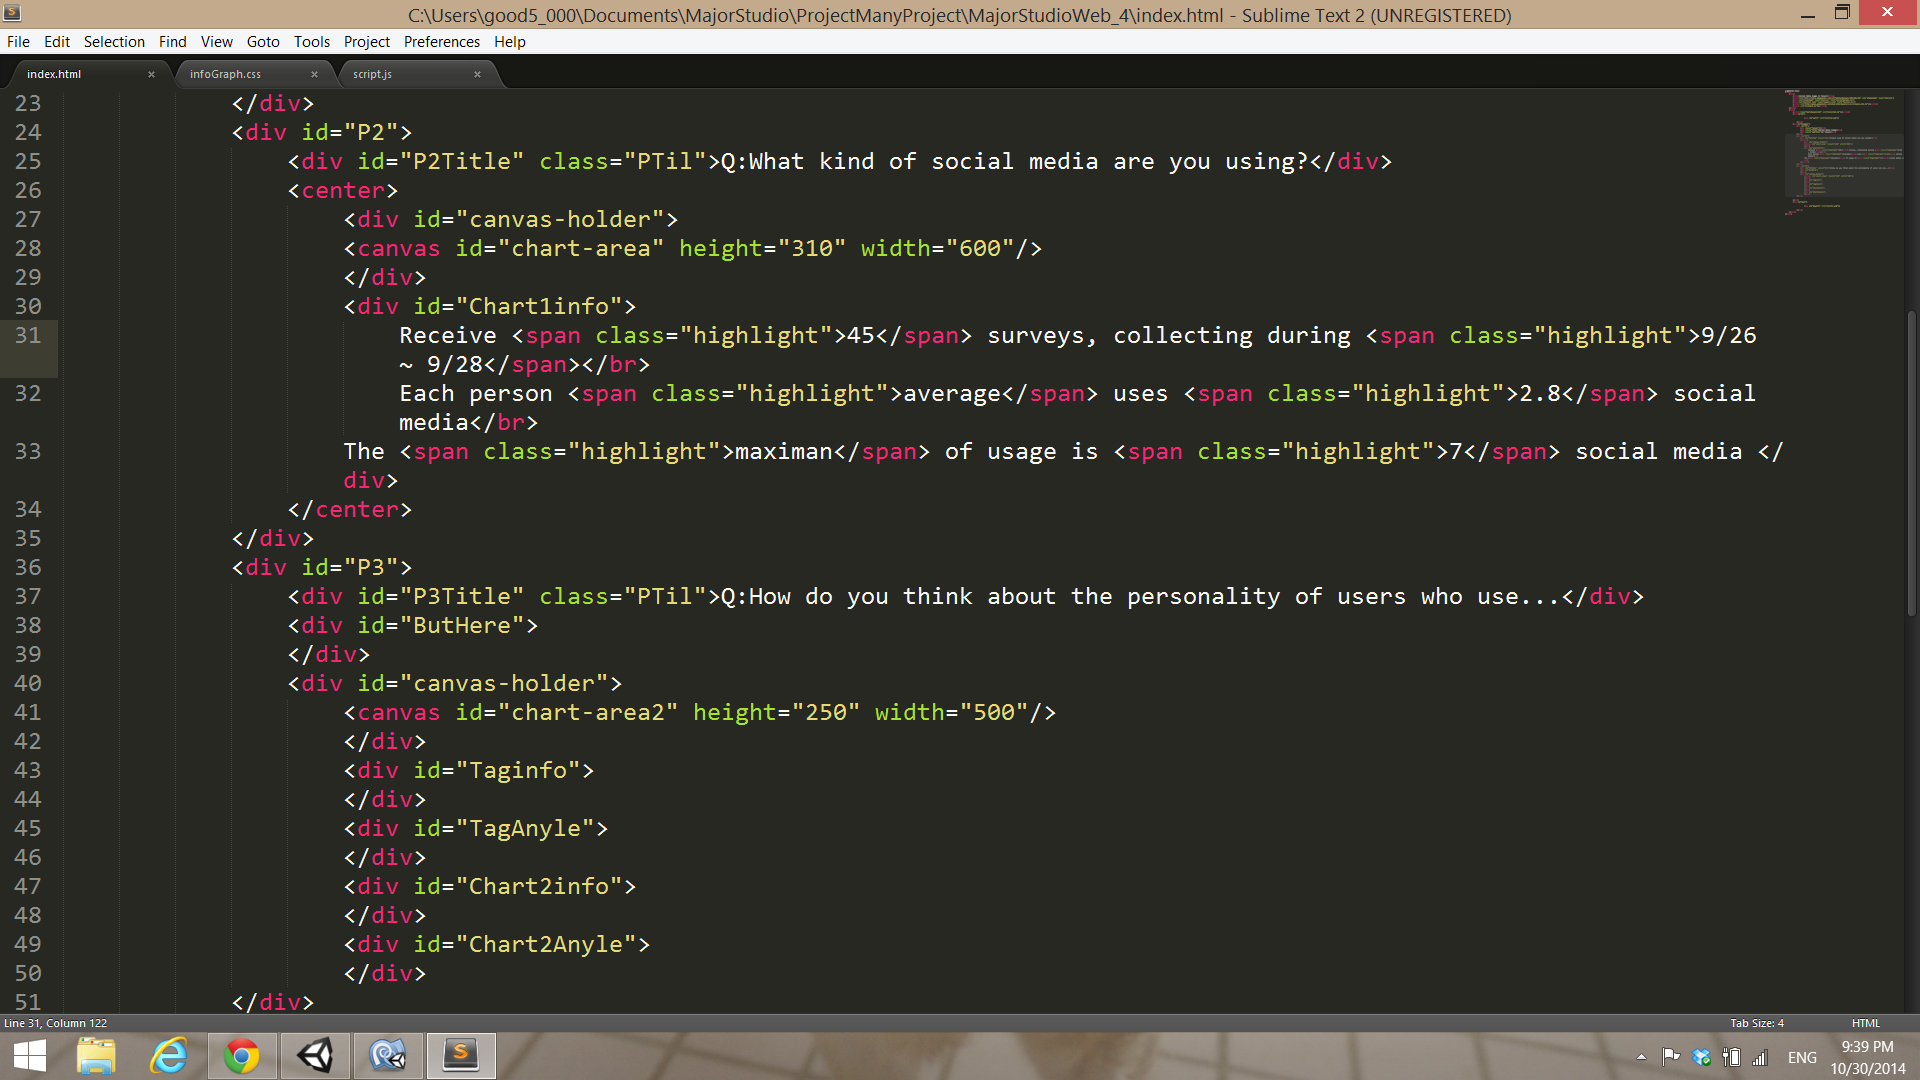 C:\Users\good5_000\Documents\MajorStudio\ProjectManyProject\MajorStudioWeb_4\index.html - Sublime Text 2 (UNREGISTERED)
File Edit Selection Find View Goto Tools Project Preferences Help
index.html × infoGraph.css × script.js ×
23 </div>
24 <div id="P2">
25 <div id="P2Title" class="PTil">Q:What kind of social media are you using?</div>
26 <center>
27 <div id="canvas-holder">
28 <canvas id="chart-area" height="310" width="600"/>
29 </div>
30 <div id="Chart1info">
31 Receive <span class="highlight">45</span> surveys, collecting during <span class="highlight">9/26
~ 9/28</span></br>
32 Each person <span class="highlight">average</span> uses <span class="highlight">2.8</span> social
media</br>
33 The <span class="highlight">maximan</span> of usage is <span class="highlight">7</span> social media </
div>
34 </center>
35 </div>
36 <div id="P3">
37 <div id="P3Title" class="PTil">Q:How do you think about the personality of users who use...</div>
38 <div id="ButHere">
39 </div>
40 <div id="canvas-holder">
41 <canvas id="chart-area2" height="250" width="500"/>
42 </div>
43 <div id="Taginfo">
44 </div>
45 <div id="TagAnyle">
46 </div>
47 <div id="Chart2info">
48 </div>
49 <div id="Chart2Anyle">
50 </div>
51 </div>
Line 31, Column 122 Tab Size: 4 HTML
ENG 9:39 PM
10/30/2014